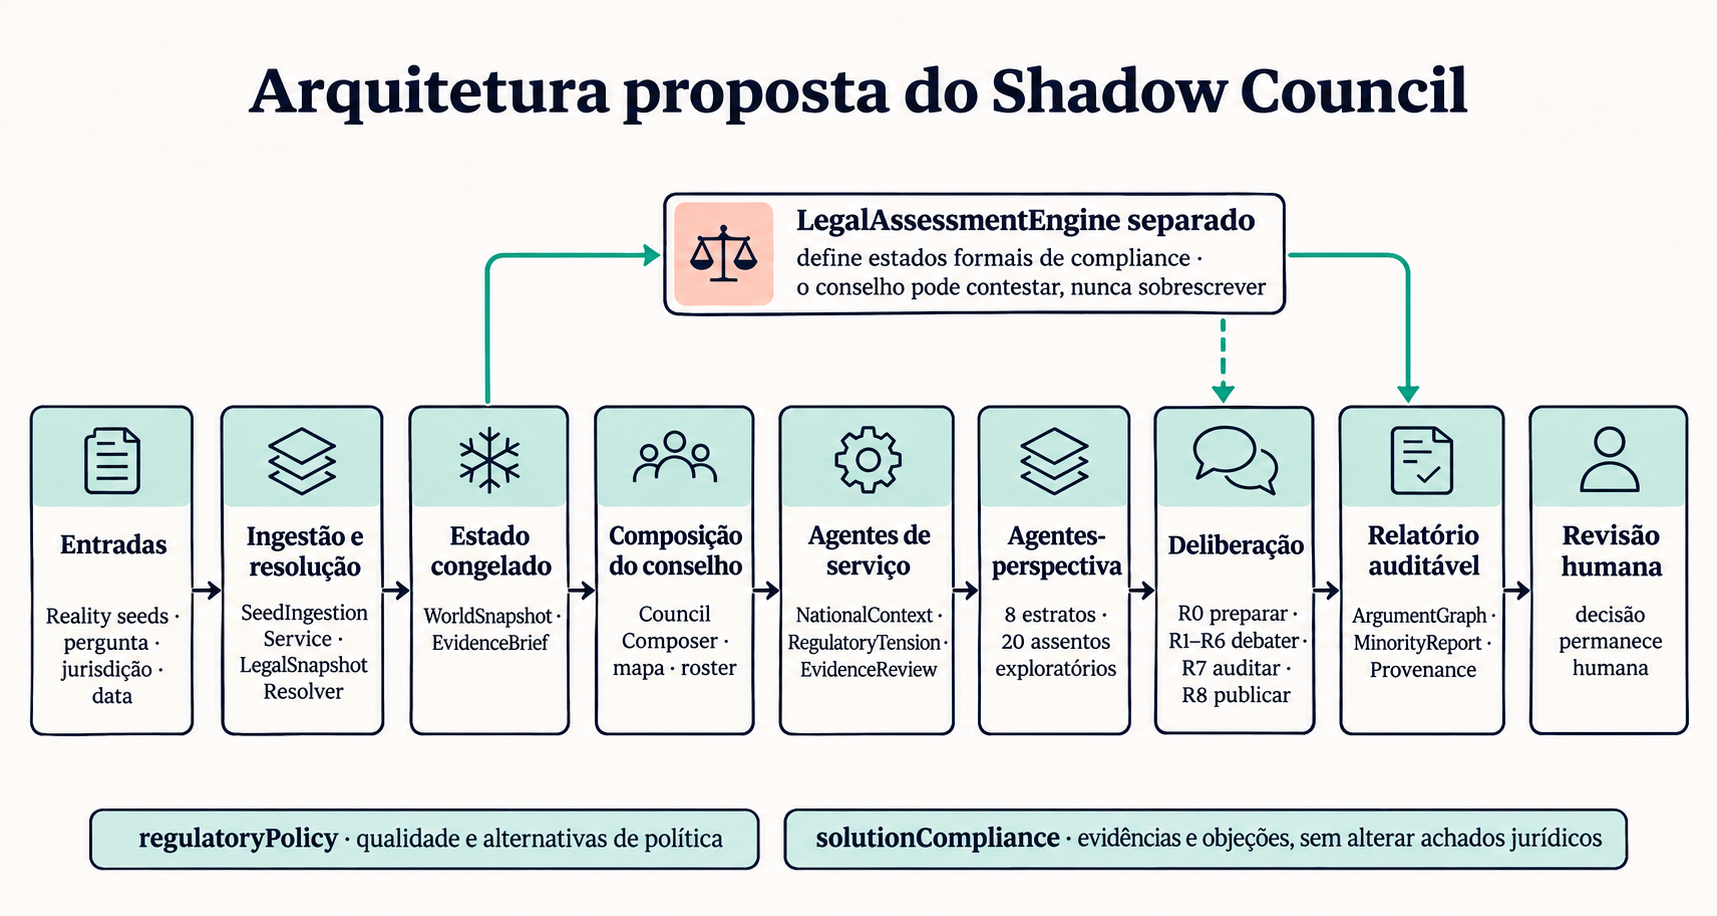 Arquitetura proposta do Shadow Council
LegalAssessmentEngine separado
define estados formais de compliance ·
o conselho pode contestar, nunca sobrescrever
Entradas
Reality seeds ·
pergunta ·
jurisdição ·
data
Ingestão e
resolução
SeedIngestion
Service ·
LegalSnapshot
Resolver
Estado
congelado
WorldSnapshot ·
EvidenceBrief
Composição
do conselho
Council
Composer ·
mapa · roster
Agentes de
serviço
NationalContext ·
RegulatoryTension ·
EvidenceReview
Agentes-
perspectiva
8 estratos ·
20 assentos
exploratórios
Deliberação
R0 preparar ·
R1–R6 debater ·
R7 auditar ·
R8 publicar
Relatório
auditável
ArgumentGraph ·
MinorityReport ·
Provenance
Revisão
humana
decisão
permanece
humana
regulatoryPolicy · qualidade e alternativas de política
solutionCompliance · evidências e objeções, sem alterar achados jurídicos